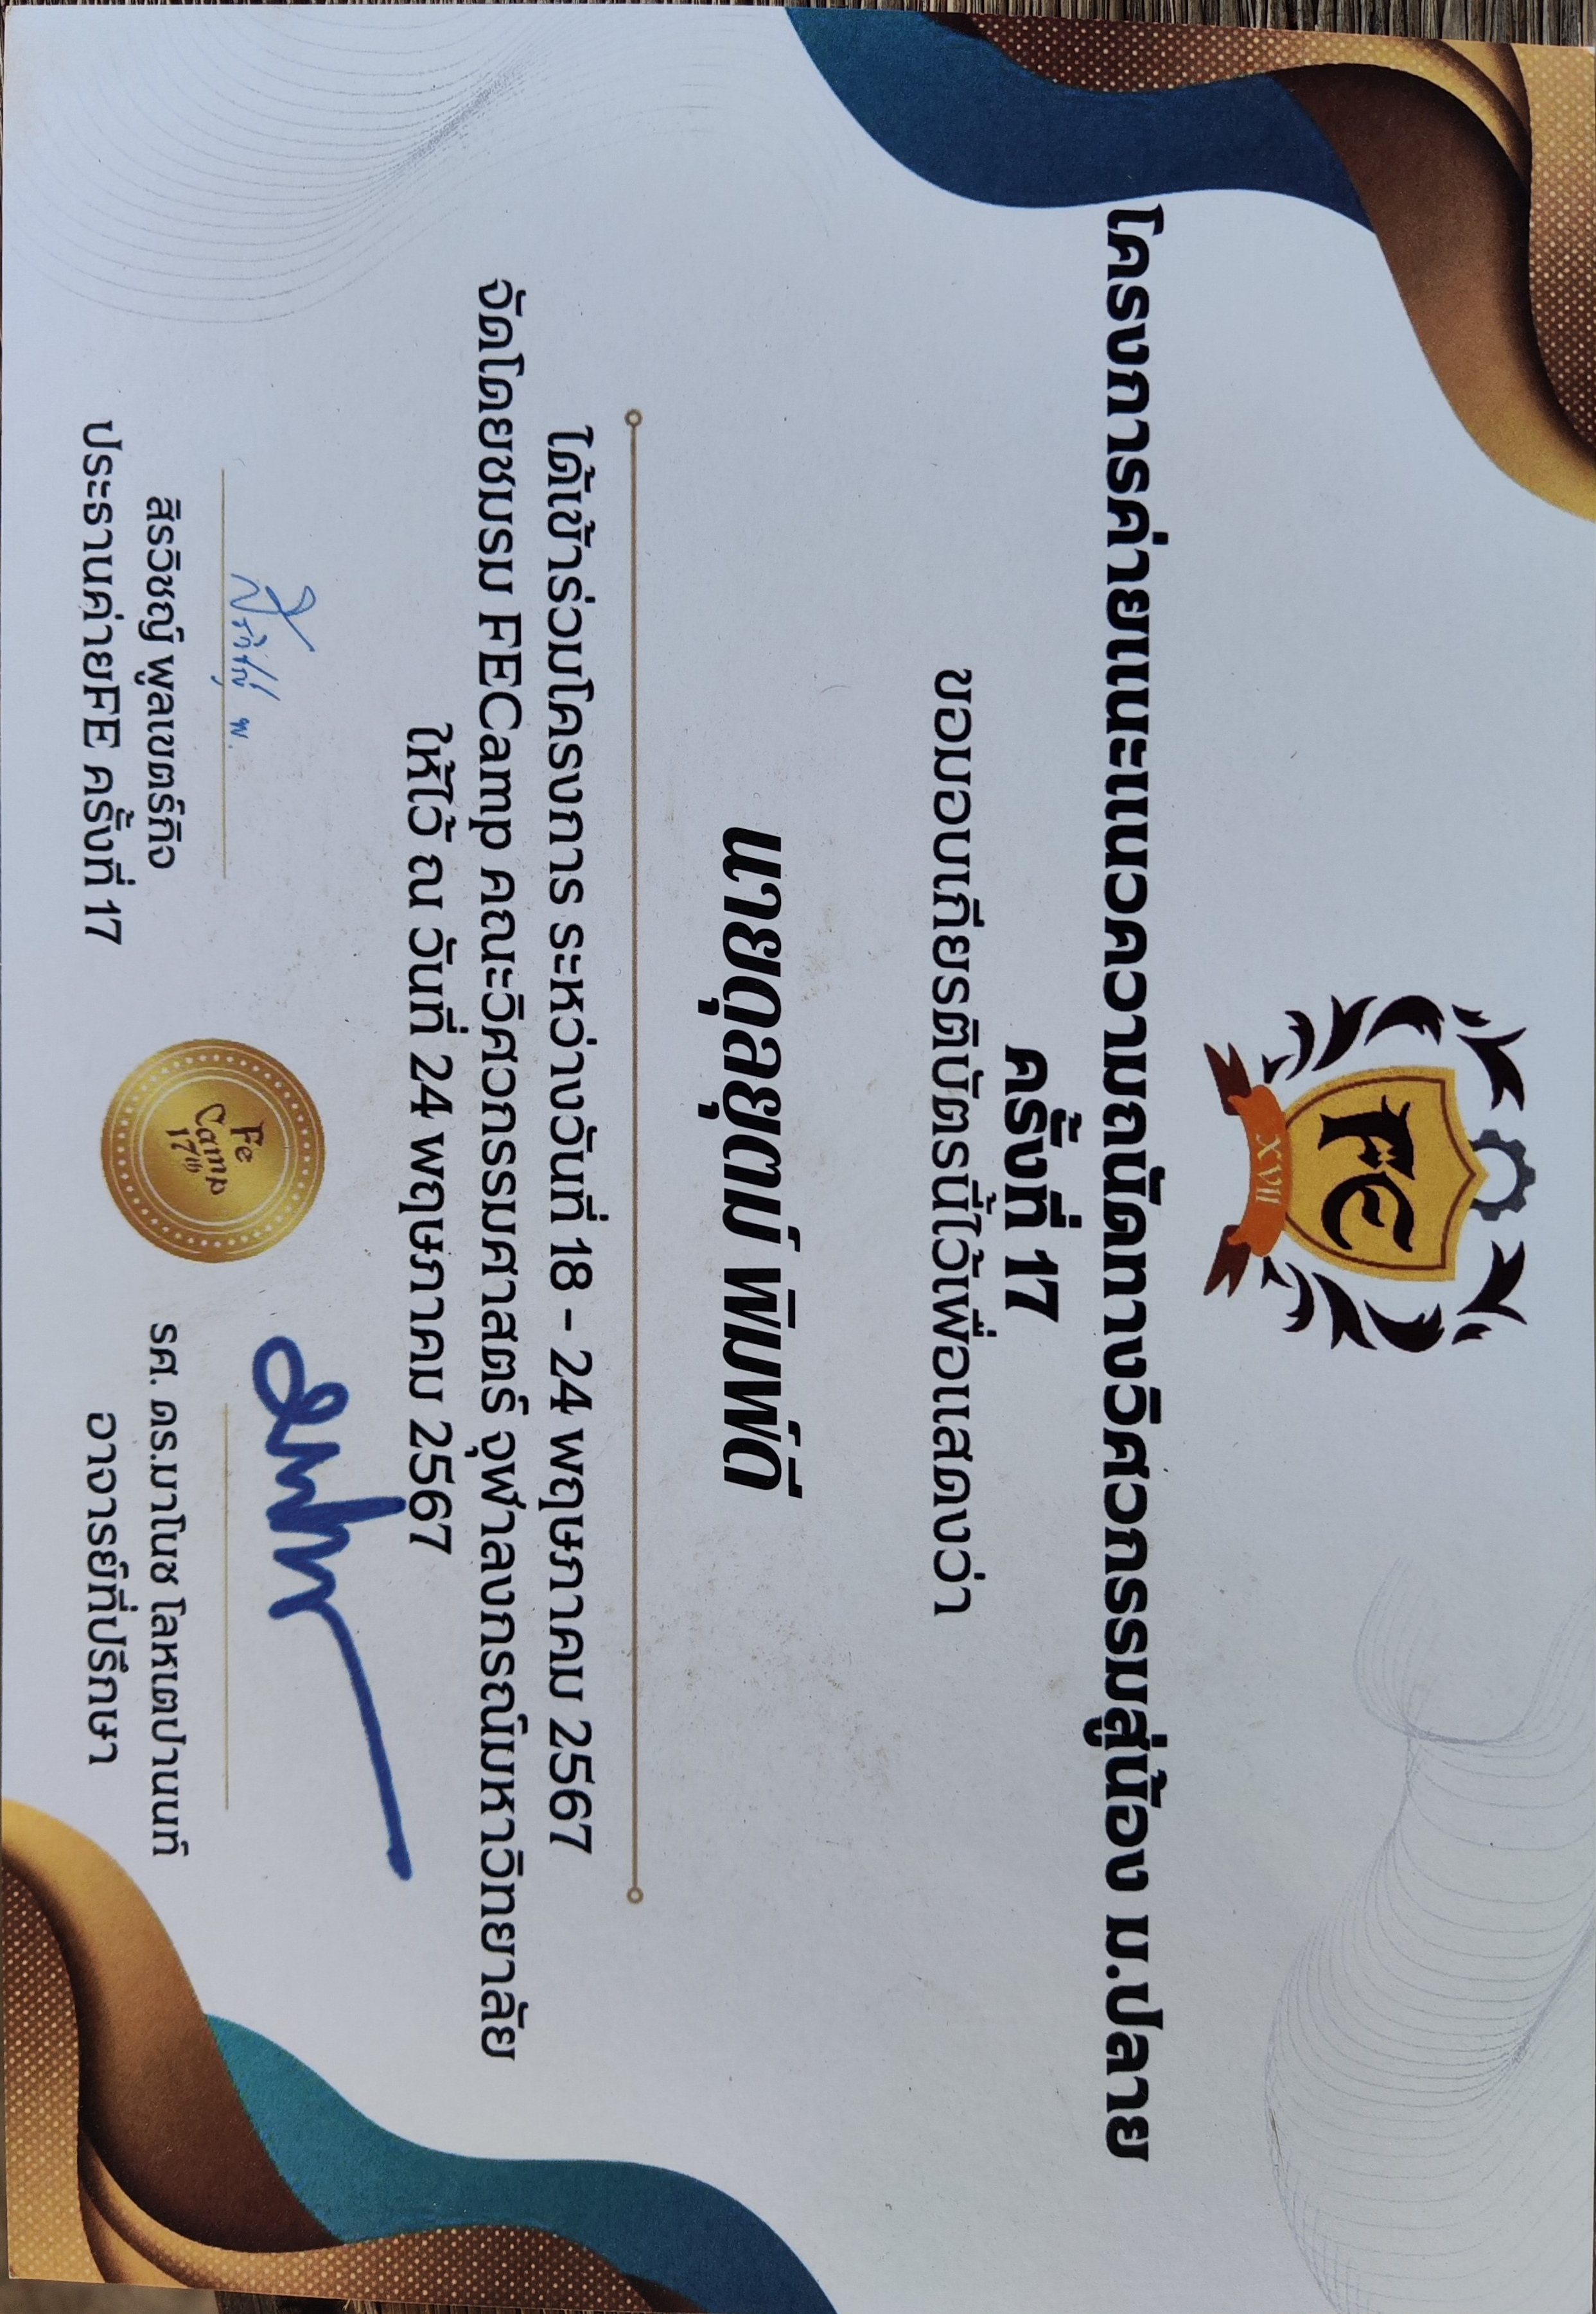 FE
XVII
โครงการค่ายแนะแนวความถนัดทางวิศวกรรมสู่น้อง ม.ปลาย
ครั้งที่ 17
ขอมอบเกียรติบัตรนี้ไว้เพื่อแสดงว่า
นายดุลยุตม์ พิมพ์ดี
ได้เข้าร่วมโครงการ ระหว่างวันที่ 18 - 24 พฤษภาคม 2567
จัดโดยชมรม FECamp คณะวิศวกรรมศาสตร์ จุฬาลงกรณ์มหาวิทยาลัย
ให้ไว้ ณ วันที่ 24 พฤษภาคม 2567
สิรวิชญ์ พ.
สิรวิชญ์ พูลเขตร์กิจ
ประธานค่ายFE ครั้งที่ 17
Fe
Camp
17th
รศ. ดร.มาโนช โลหเตปานนท์
อาจารย์ที่ปรึกษา